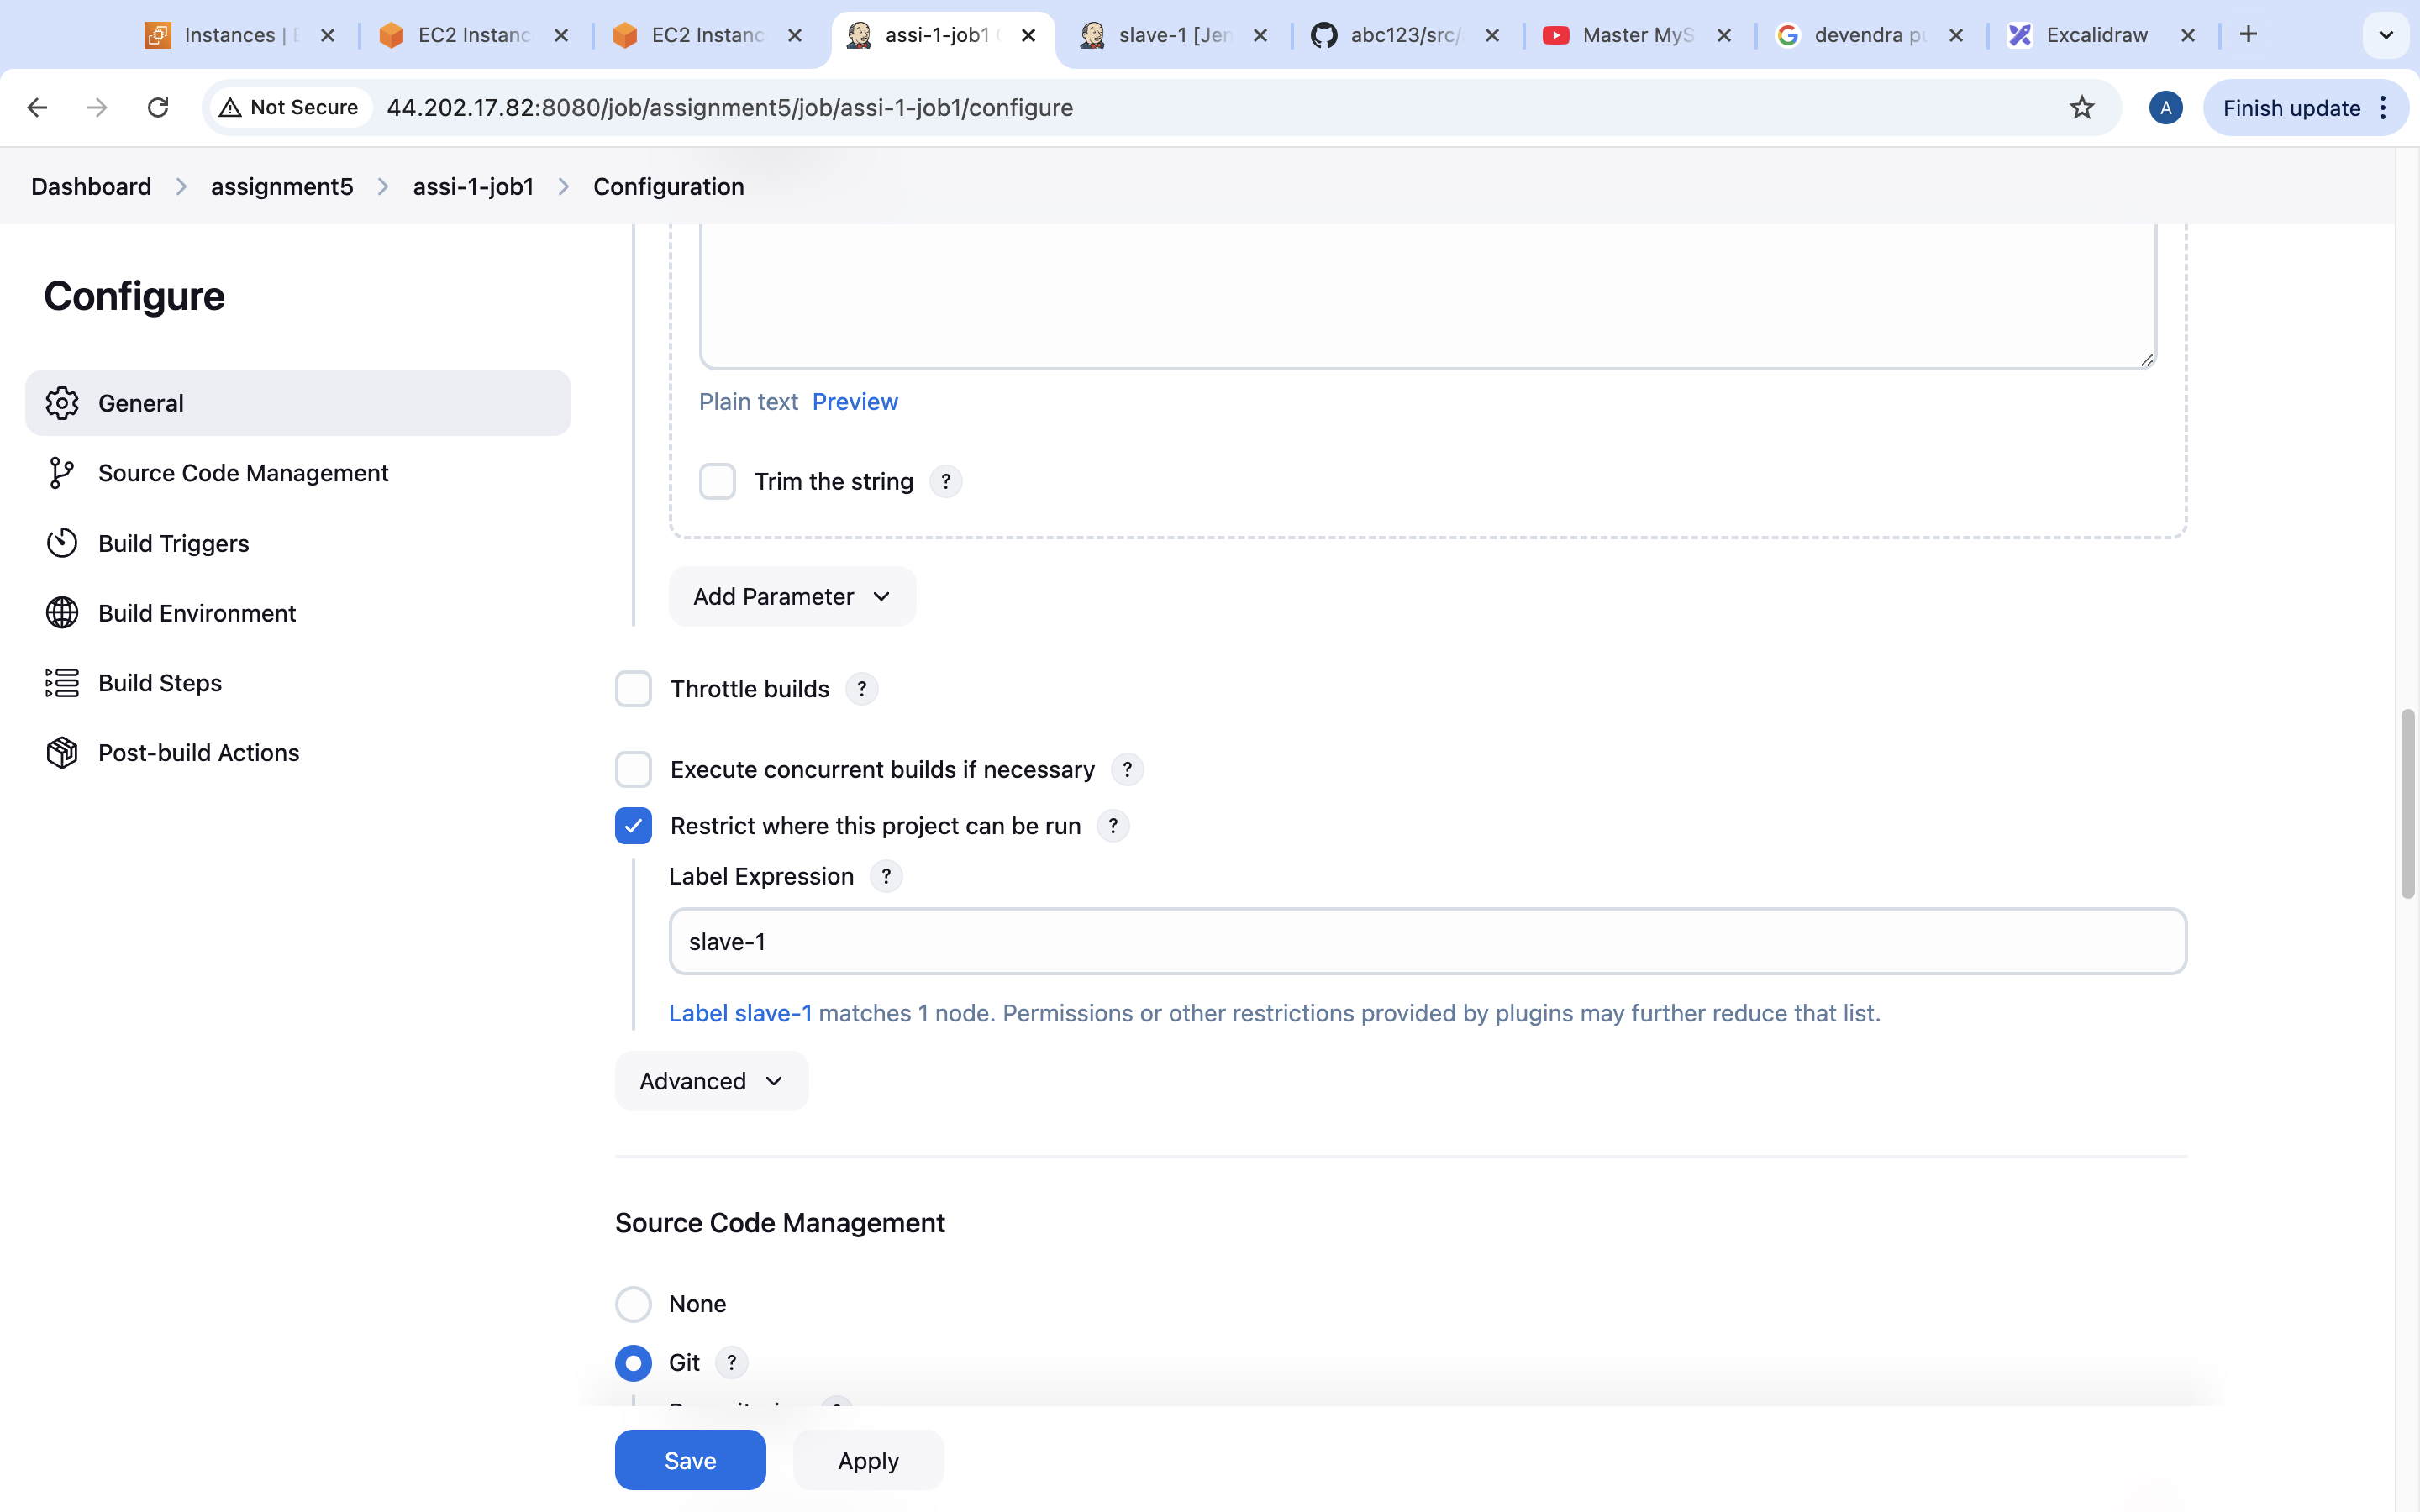 Instances | E
EC2 Instanc
EC2 Instanc
assi-1-job1
slave-1 [Jen
abc123/src/
Master MyS
devendra pu
Excalidraw
Not Secure
44.202.17.82:8080/job/assignment5/job/assi-1-job1/configure
A
Finish update
Dashboard
assignment5
assi-1-job1
Configuration
Configure
General
Source Code Management
Build Triggers
Build Environment
Build Steps
Post-build Actions
Plain text Preview
Trim the string ?
Add Parameter
Throttle builds ?
Execute concurrent builds if necessary ?
Restrict where this project can be run ?
Label Expression ?
slave-1
Label slave-1 matches 1 node. Permissions or other restrictions provided by plugins may further reduce that list.
Advanced
Source Code Management
None
Git ?
Save
Apply